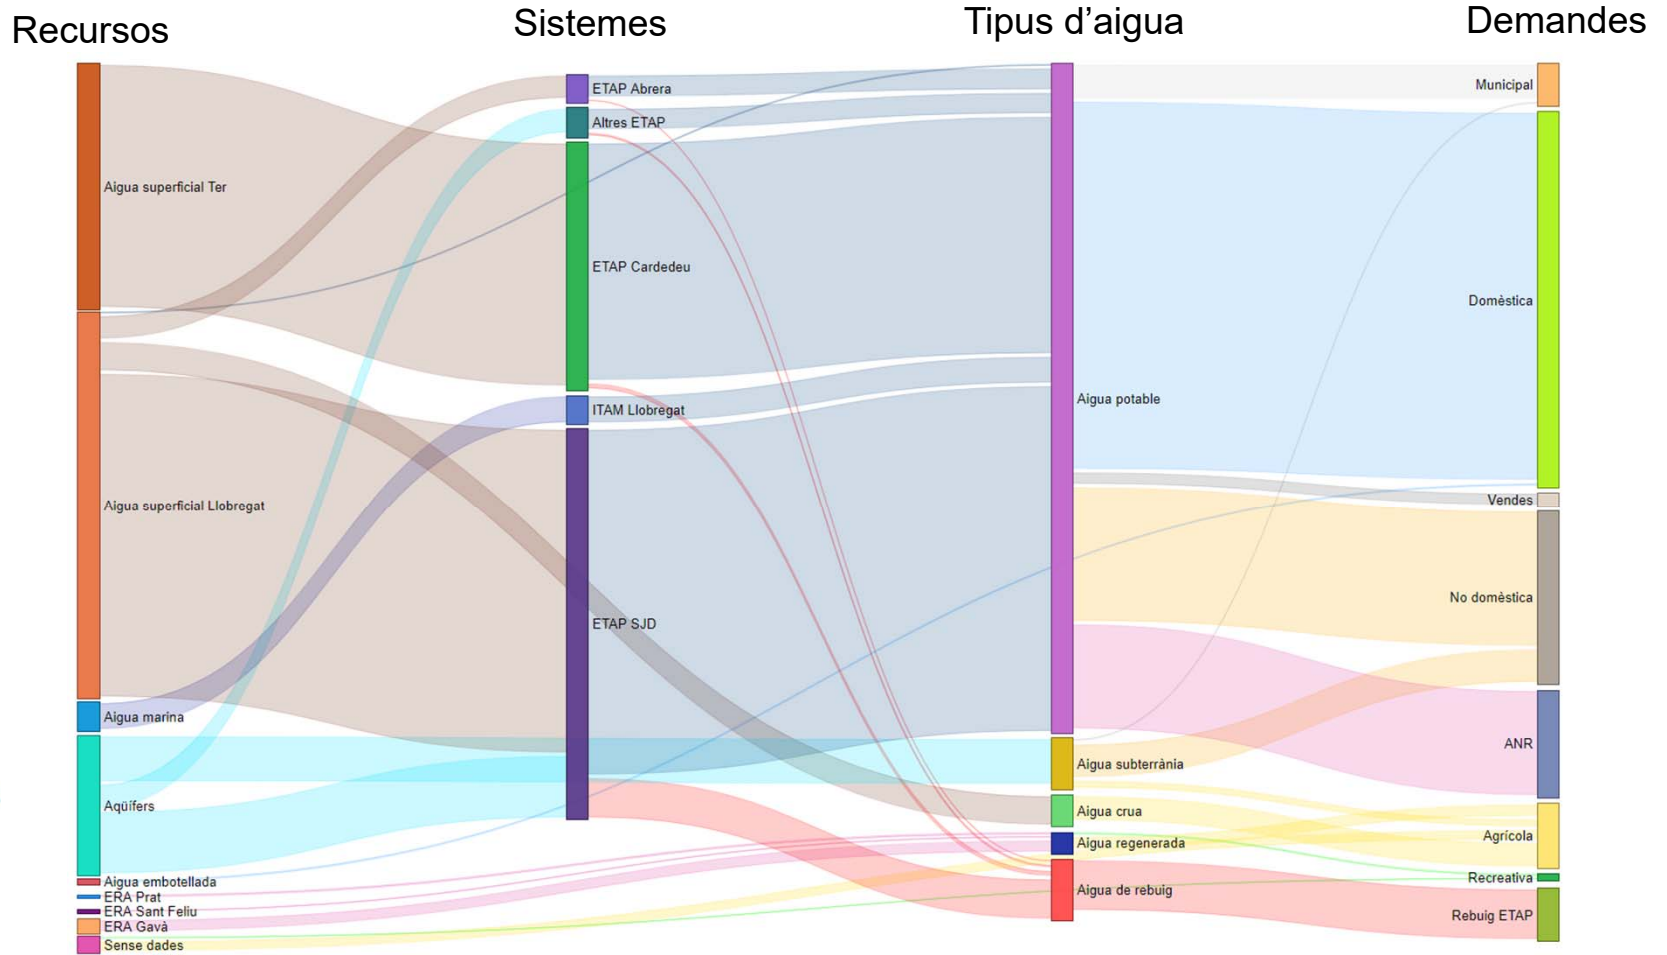 Recursos
Sistemes
Tipus d’aigua
Demandes
Aigua superficial Ter
Aigua superficial Llobregat
Aigua marina
Aqüífers
Aigua embotellada
ERA Prat
ERA Sant Feliu
ERA Gavà
Sense dades
ETAP Abrera
Altres ETAP
ETAP Cardedeu
ITAM Llobregat
ETAP SJD
Aigua potable
Aigua subterrània
Aigua crua
Aigua regenerada
Aigua de rebuig
Municipal
Domèstica
Vendes
No domèstica
ANR
Agrícola
Recreativa
Rebuig ETAP